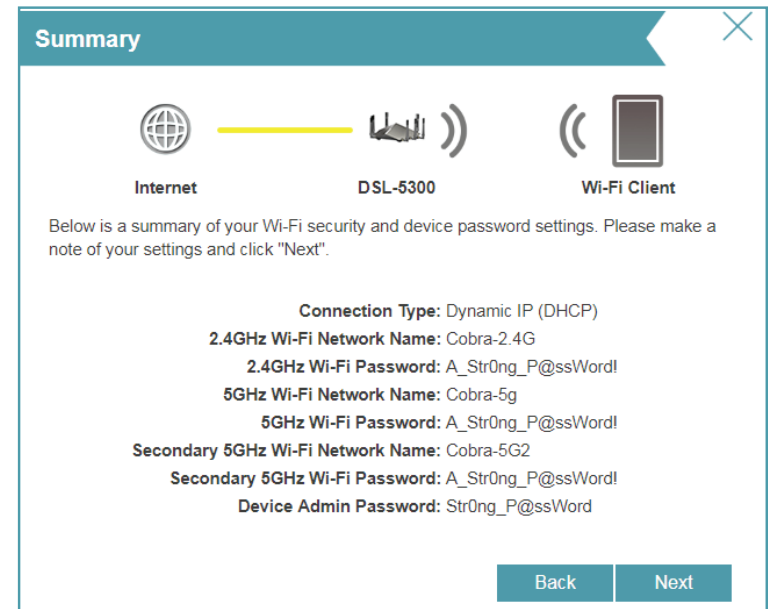 Summary
Internet
DSL-5300
Wi-Fi Client
Below is a summary of your Wi-Fi security and device password settings. Please make a
note of your settings and click "Next".
Connection Type: Dynamic IP (DHCP)
2.4GHz Wi-Fi Network Name: Cobra-2.4G
2.4GHz Wi-Fi Password: A_Str0ng_P@ssWord!
5GHz Wi-Fi Network Name: Cobra-5g
5GHz Wi-Fi Password: A_Str0ng_P@ssWord!
Secondary 5GHz Wi-Fi Network Name: Cobra-5G2
Secondary 5GHz Wi-Fi Password: A_Str0ng_P@ssWord!
Device Admin Password: Str0ng_P@ssWord
Back
Next